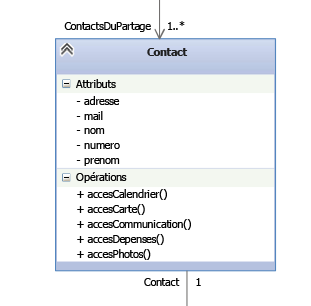 ContactsDuPartage 1..*
Contact
Attributs
- adresse
- mail
- nom
- numero
- prenom
Opérations
+ accesCalendrier()
+ accesCarte()
+ accesCommunication()
+ accesDepenses()
+ accesPhotos()
Contact 1